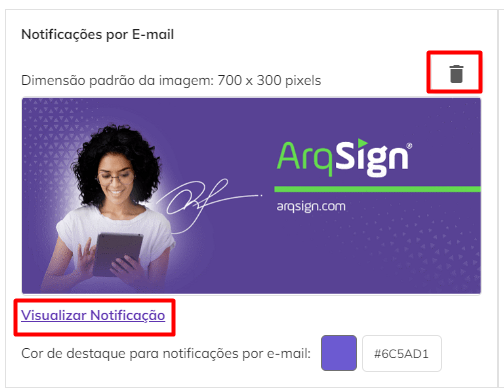 Notificações por E-mail
Dimensão padrão da imagem: 700 x 300 pixels
ArqSign®
arqsign.com
Visualizar Notificação
Cor de destaque para notificações por e-mail: #6C5AD1